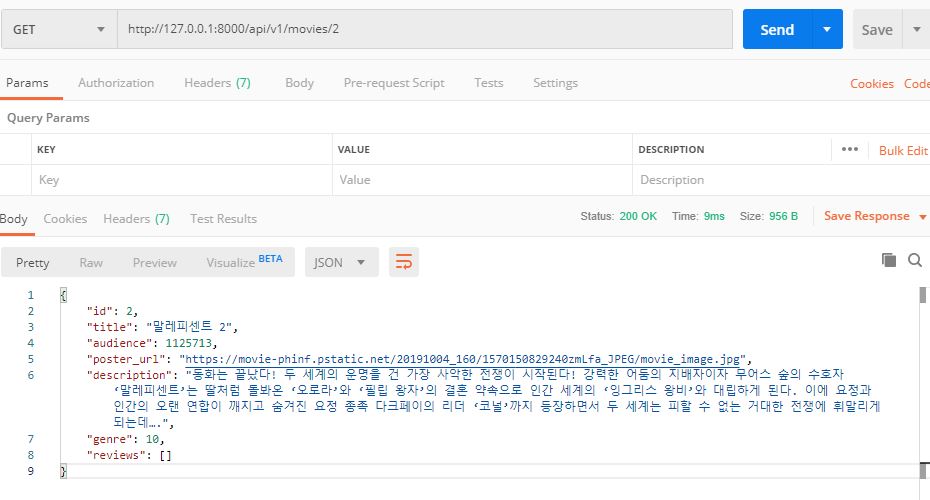 GET http://127.0.0.1:8000/api/v1/movies/2 Send Save
Params Authorization Headers (7) Body Pre-request Script Tests Settings Cookies Code
Query Params
KEY VALUE DESCRIPTION ••• Bulk Edit
Key Value Description
Body Cookies Headers (7) Test Results Status: 200 OK Time: 9ms Size: 956 B Save Response
Pretty Raw Preview Visualize BETA JSON
1 {
2 "id": 2,
3 "title": "말레피센트 2",
4 "audience": 1125713,
5 "poster_url": "https://movie-phinf.pstatic.net/20191004_160/1570150829240zmLfa_JPEG/movie_image.jpg",
6 "description": "동화는 끝났다! 두 세계의 운명을 건 가장 사악한 전쟁이 시작된다! 강력한 어둠의 지배자이자 무어스 숲의 수호자
‘말레피센트’는 딸처럼 돌봐온 ‘오로라’와 ‘필립 왕자’의 결혼 약속으로 인간 세계의 ‘잉그리스 왕비’와 대립하게 된다. 이에 요정과
인간의 오랜 연합이 깨지고 숨겨진 요정 종족 다크페이의 리더 ‘코널’까지 등장하면서 두 세계는 피할 수 없는 거대한 전쟁에 휘말리게
되는데….",
7 "genre": 10,
8 "reviews": []
9 }